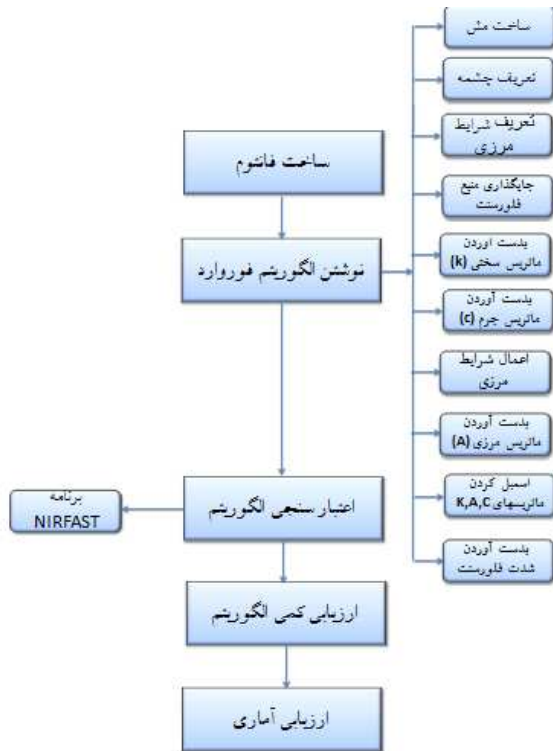 ساخت مش
تعریف چشمه
تعریف شرایط
مرزی
ساخت فانتوم
جایگذاری منبع
فلورسنت
نوشتن الگوریتم فوروارد
بدست آوردن
ماتریس سختی (k)
بدست آوردن
ماتریس جرم (c)
اعمال شرایط
مرزی
بدست آوردن
ماتریس مرزی (A)
اسمبل کردن
ماتریسهای K,A,C
بدست آوردن
شدت فلورسنت
اعتبار سنجی الگوریتم
برنامه
NIRFAST
ارزیابی کمی الگوریتم
ارزیابی آماری